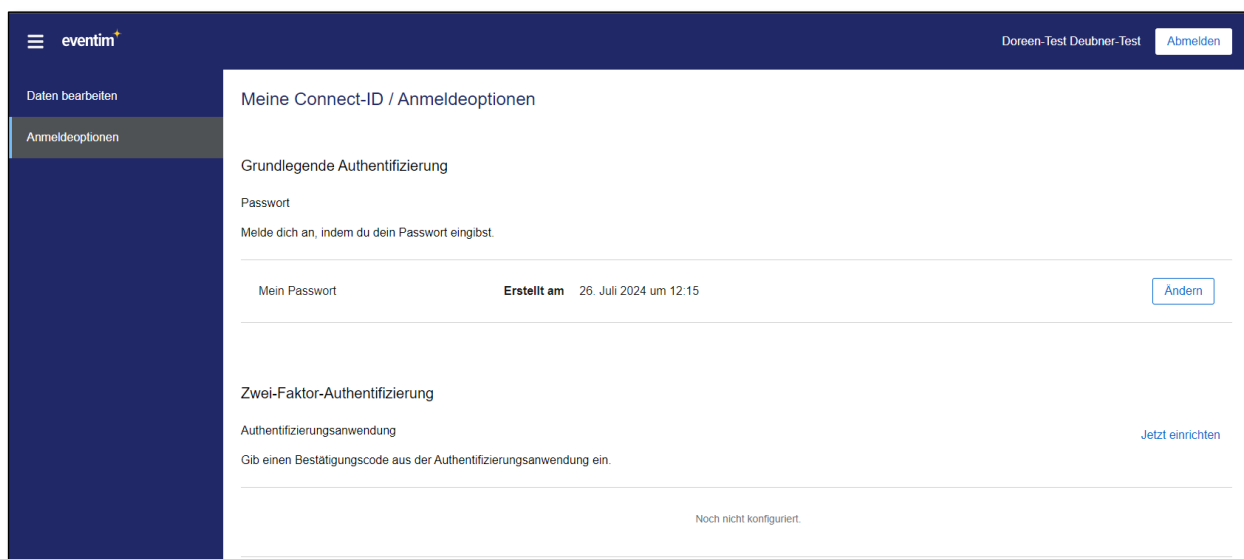 eventim
Doreen-Test Deubner-Test
Abmelden
Daten bearbeiten
Anmeldeoptionen
Meine Connect-ID / Anmeldeoptionen
Grundlegende Authentifizierung
Passwort
Melde dich an, indem du dein Passwort eingibst.
Mein Passwort Erstellt am 26. Juli 2024 um 12:15 Ändern
Zwei-Faktor-Authentifizierung
Authentifizierungsanwendung
Jetzt einrichten
Gib einen Bestätigungscode aus der Authentifizierungsanwendung ein.
Noch nicht konfiguriert.